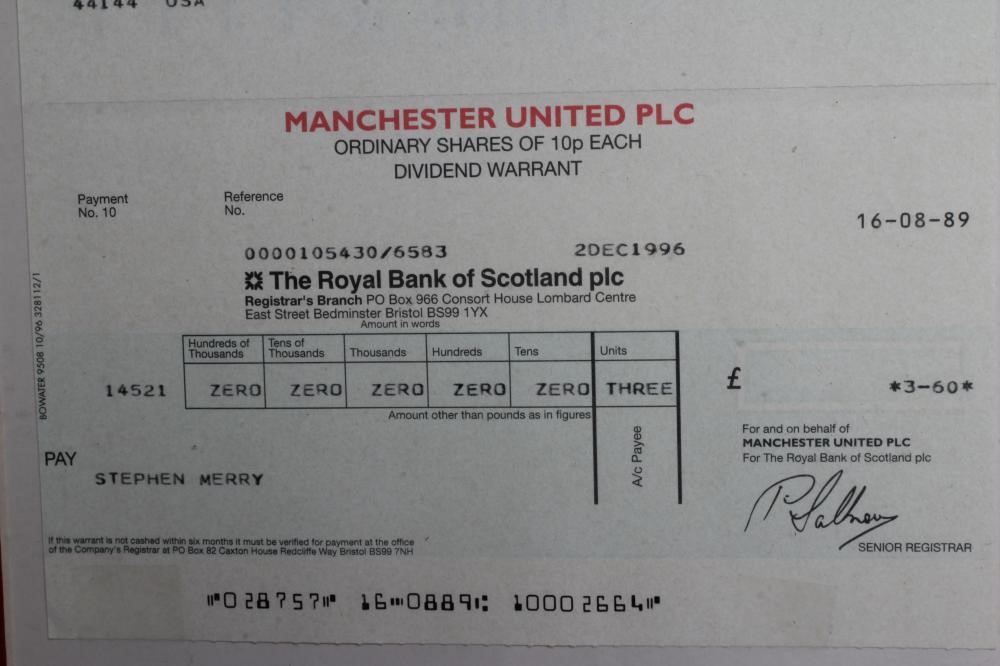 44144 USA
MANCHESTER UNITED PLC
ORDINARY SHARES OF 10p EACH
DIVIDEND WARRANT
Payment
No. 10
Reference
No.
16-08-89
0000105430/6583 2DEC1996
The Royal Bank of Scotland plc
Registrar's Branch PO Box 966 Consort House Lombard Centre
East Street Bedminster Bristol BS99 1YX
Amount in words
BOWATER 9508 10/96 328112/1
Hundreds of Thousands Tens of Thousands Thousands Hundreds Tens Units
14521 ZERO ZERO ZERO ZERO ZERO THREE £ *3-60*
Amount other than pounds as in figures
A/c Payee
For and on behalf of
MANCHESTER UNITED PLC
For The Royal Bank of Scotland plc
PAY
STEPHEN MERRY
SENIOR REGISTRAR
If this warrant is not cashed within six months it must be verified for payment at the office
of the Company's Registrar at PO Box 82 Caxton House Redcliffe Way Bristol BS99 7NH
⑈028757⑈ 16⑉0889⑆ 10002664⑈